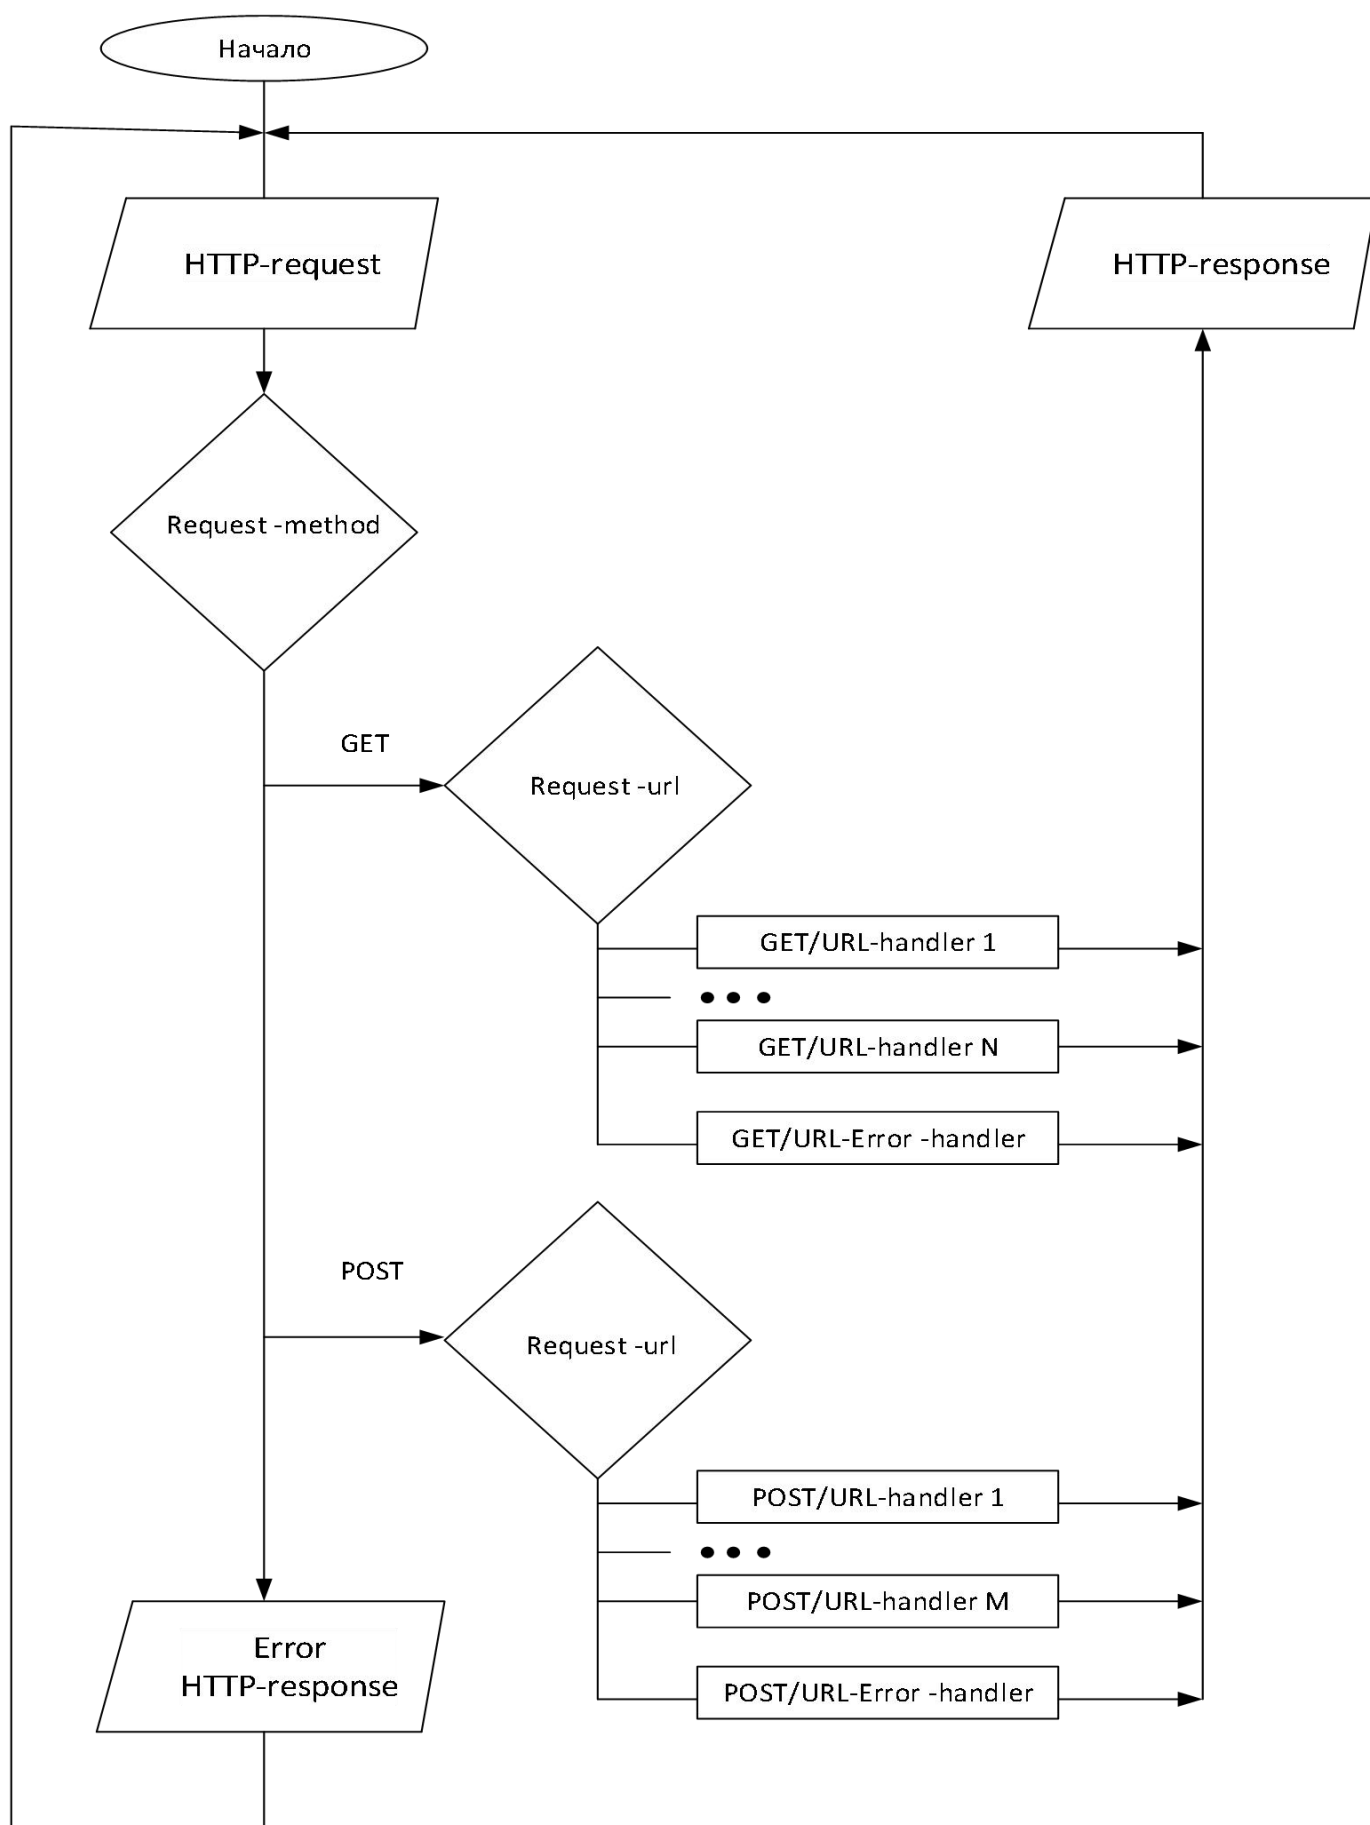 Начало
HTTP-request
HTTP-response
Request -method
GET
Request -url
GET/URL-handler 1
● ● ●
GET/URL-handler N
GET/URL-Error -handler
POST
Request -url
POST/URL-handler 1
● ● ●
POST/URL-handler M
Error
HTTP-response
POST/URL-Error -handler